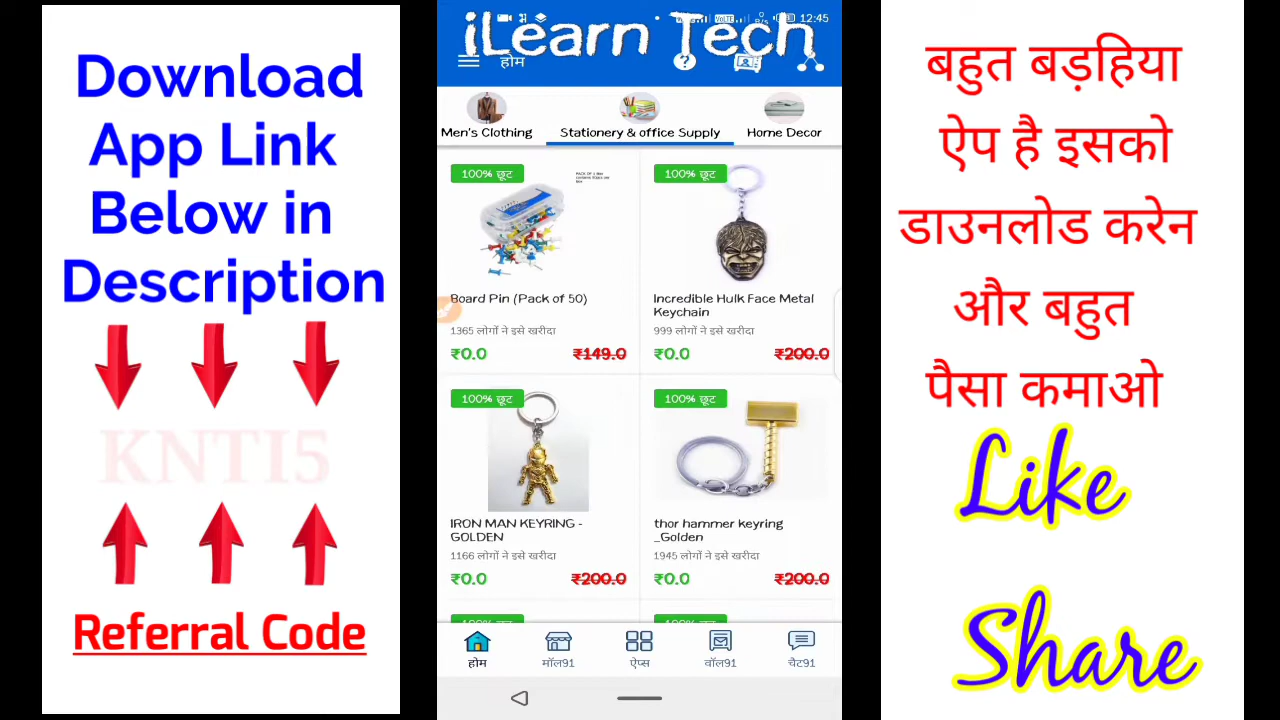 Download
App Link
Below in
Description
KNTI5
Referral Code
12:45
iLearn Tech
होम
Men's Clothing
Stationery & office Supply
Home Decor
100% छूट
Board Pin (Pack of 50)
1365 लोगों ने इसे खरीदा
₹0.0 ₹149.0
100% छूट
Incredible Hulk Face Metal
Keychain
999 लोगों ने इसे खरीदा
₹0.0 ₹200.0
100% छूट
IRON MAN KEYRING -
GOLDEN
1166 लोगों ने इसे खरीदा
₹0.0 ₹200.0
100% छूट
thor hammer keyring
_Golden
1945 लोगों ने इसे खरीदा
₹0.0 ₹200.0
होम
मॉल91
ऐप्स
वॉल91
चैट91
बहुत बड़हिया
ऐप है इसको
डाउनलोड करेन
और बहुत
पैसा कमाओ
Like
Share